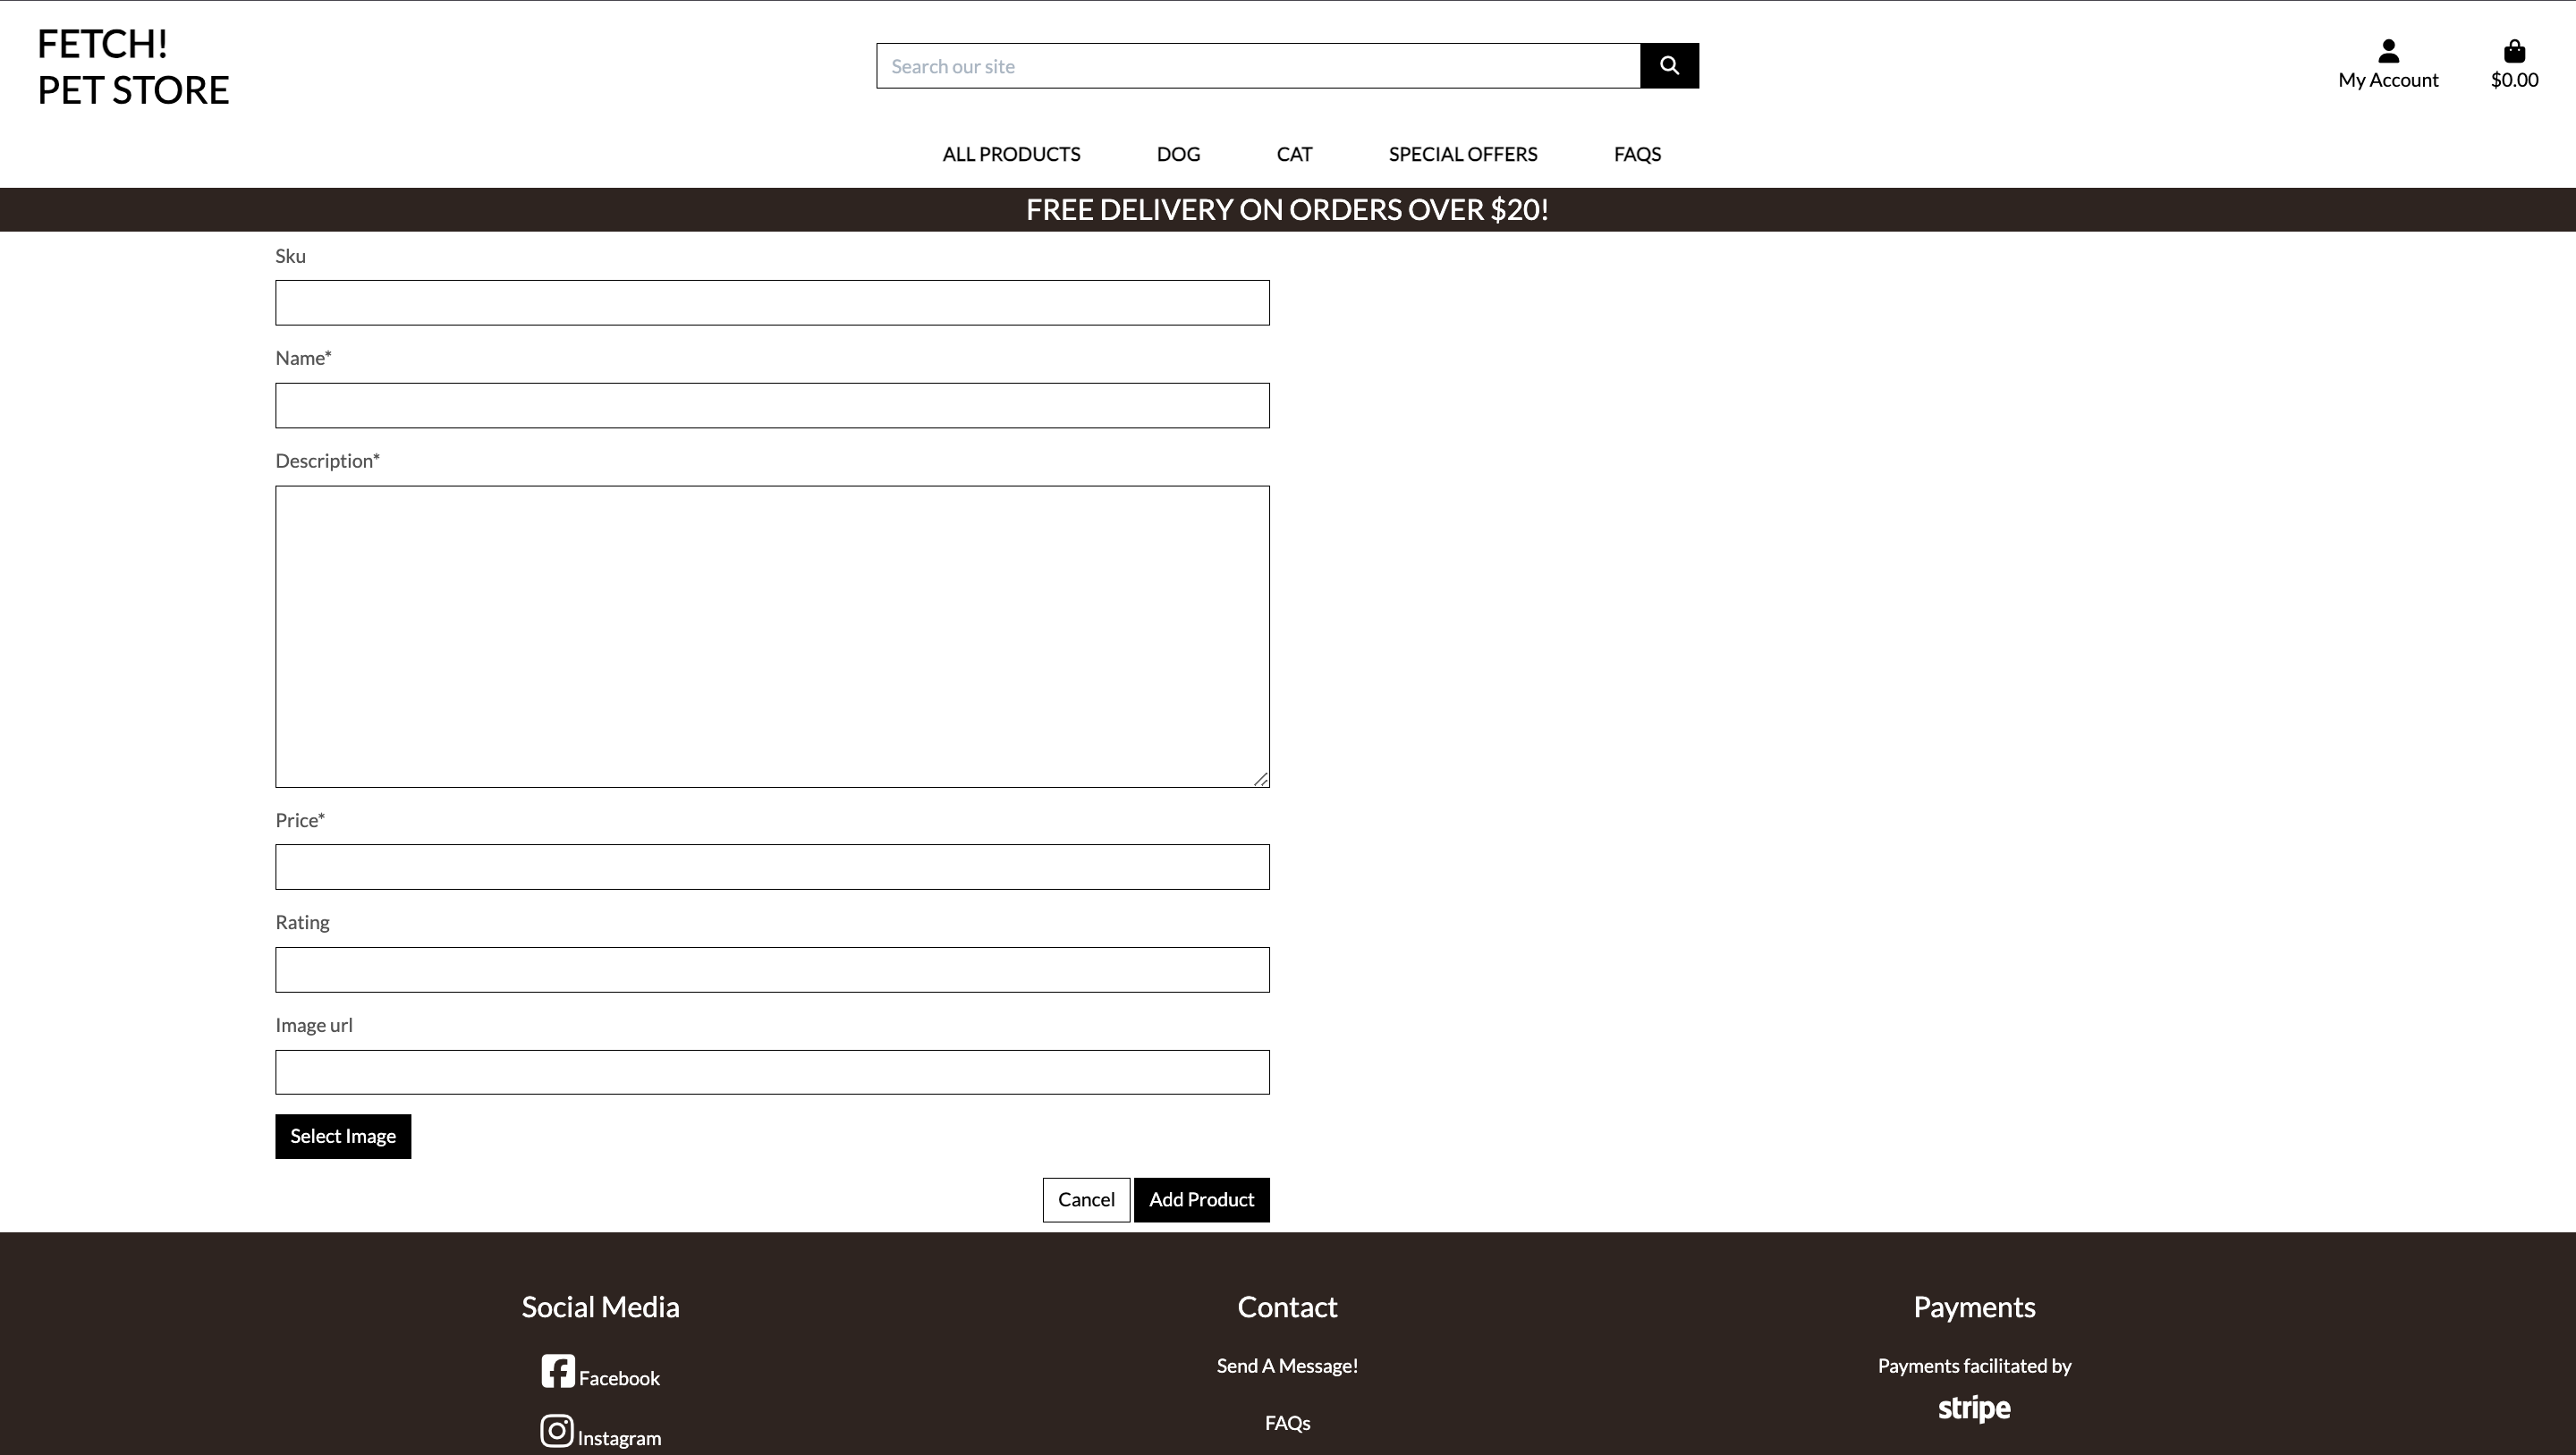 FETCH!
PET STORE
Search our site
My Account
$0.00
ALL PRODUCTS
DOG
CAT
SPECIAL OFFERS
FAQS
FREE DELIVERY ON ORDERS OVER $20!
Sku
Name*
Description*
Price*
Rating
Image url
Select Image
Cancel
Add Product
Social Media
Facebook
Instagram
Contact
Send A Message!
FAQs
Payments
Payments facilitated by
stripe